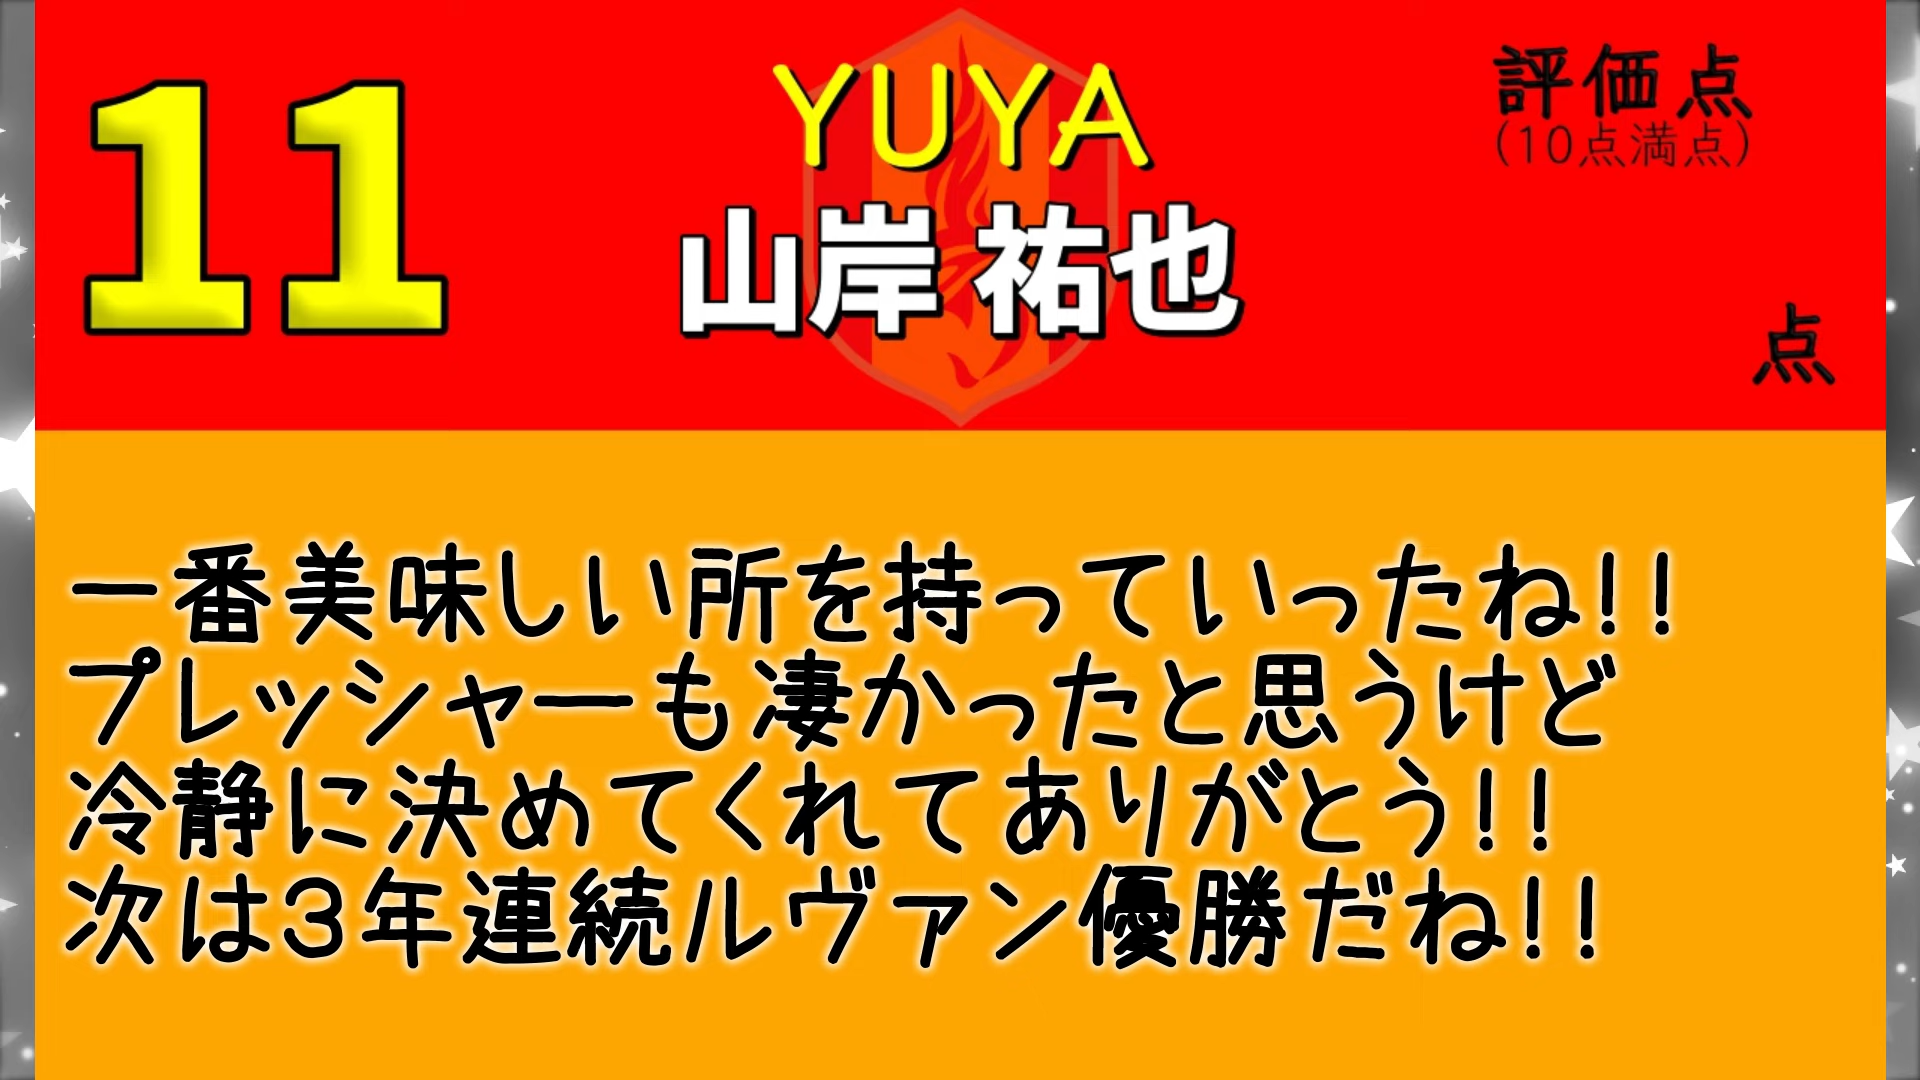 11
YUYA
山岸 祐也
評価点
(10点満点)
点
一番美味しい所を持っていったね!!
プレッシャーも凄かったと思うけど
冷静に決めてくれてありがとう!!
次は3年連続ルヴァン優勝だね!!